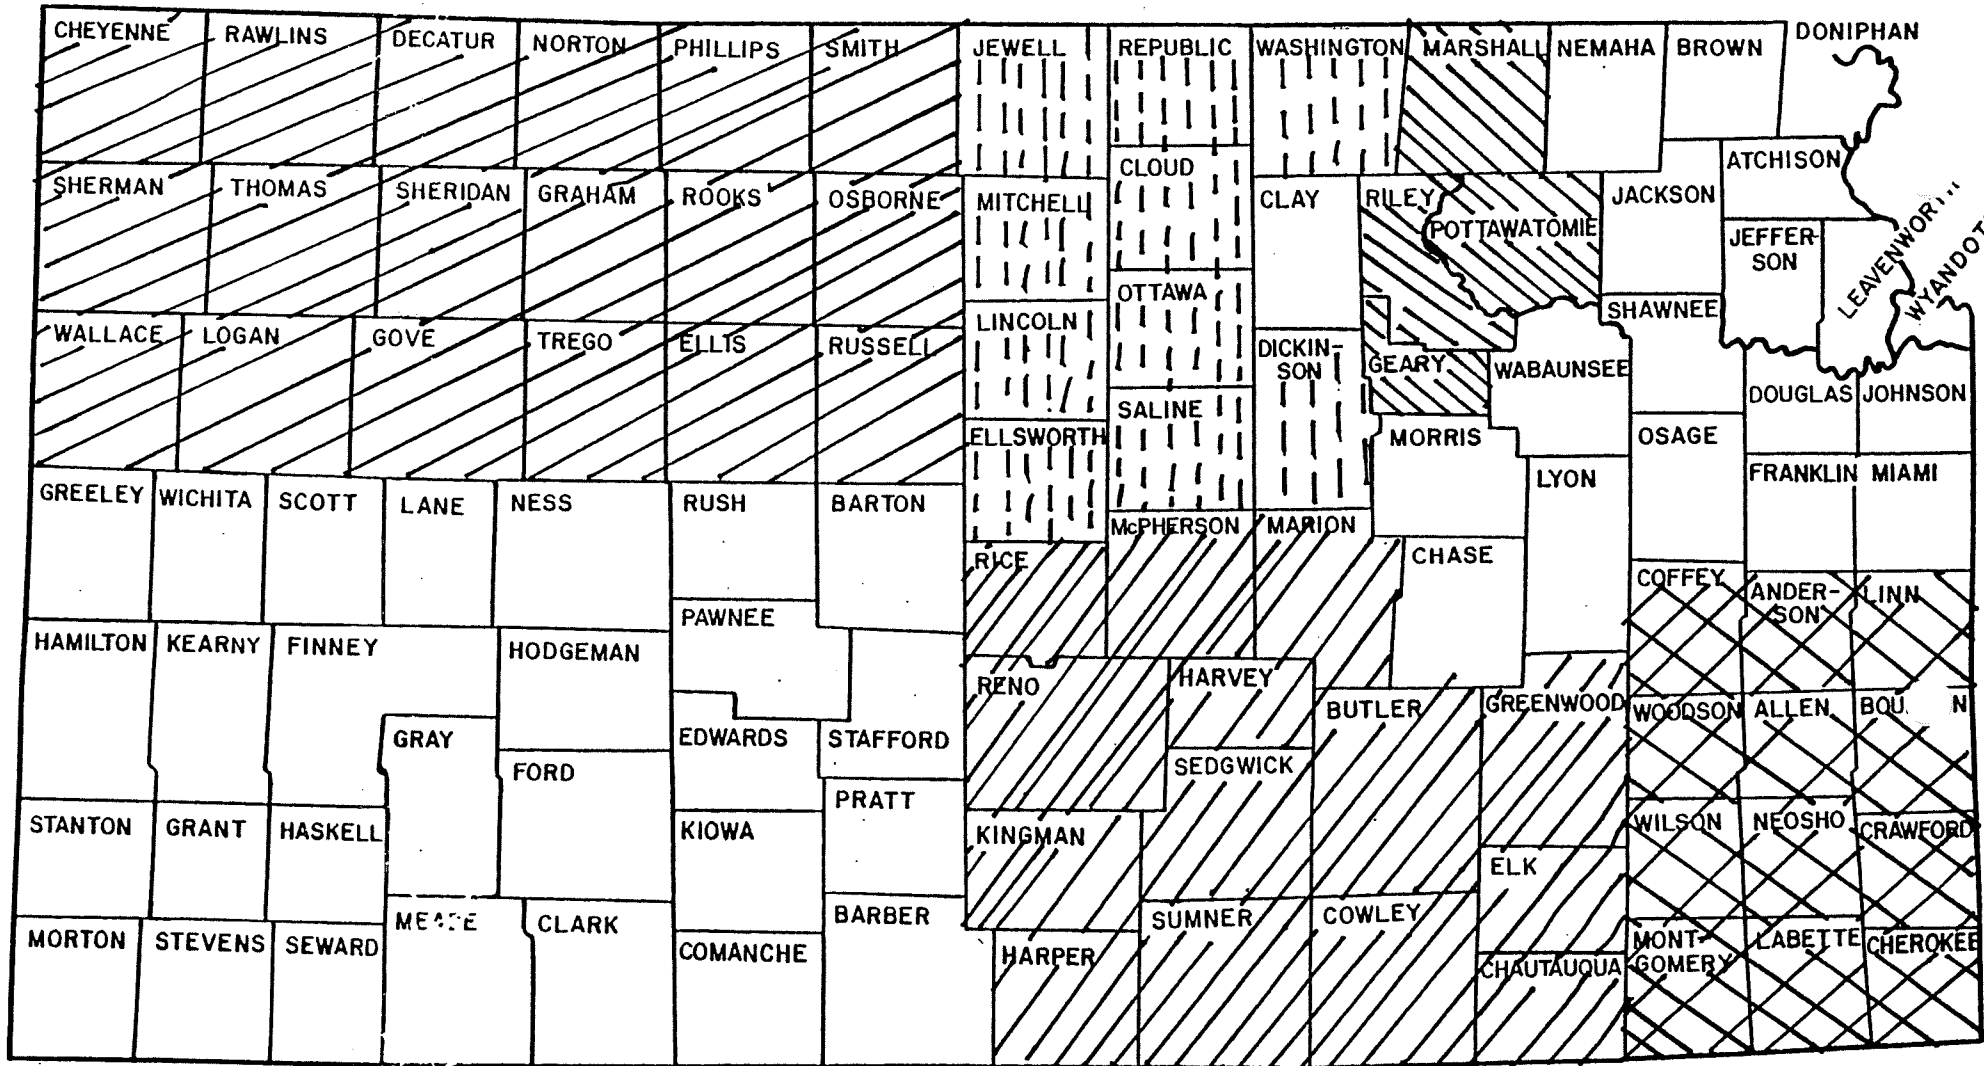 CHEYENNE
RAWLINS
DECATUR
NORTON
PHILLIPS
SMITH
JEWELL
REPUBLIC
WASHINGTON
MARSHALL
NEMAHA
BROWN
DONIPHAN
SHERMAN
THOMAS
SHERIDAN
GRAHAM
ROOKS
OSBORNE
MITCHELL
CLOUD
CLAY
RILEY
POTTAWATOMIE
JACKSON
ATCHISON
JEFFER-
SON
WALLACE
LOGAN
GOVE
TREGO
ELLIS
RUSSELL
LINCOLN
OTTAWA
DICKIN-
SON
GEARY
WABAUNSEE
SHAWNEE
DOUGLAS
JOHNSON
ELLSWORTH
SALINE
MORRIS
OSAGE
GREELEY
WICHITA
SCOTT
LANE
NESS
RUSH
BARTON
RICE
McPHERSON
MARION
CHASE
LYON
FRANKLIN
MIAMI
HAMILTON
KEARNY
FINNEY
HODGEMAN
PAWNEE
COFFEY
ANDER-
SON
LINN
GRAY
FORD
EDWARDS
STAFFORD
RENO
HARVEY
BUTLER
GREENWOOD
WOODSON
ALLEN
BOU N
STANTON
GRANT
HASKELL
KIOWA
PRATT
KINGMAN
SEDGWICK
ELK
WILSON
NEOSHO
CRAWFORD
MORTON
STEVENS
SEWARD
CLARK
COMANCHE
BARBER
HARPER
SUMNER
COWLEY
CHAUTAUQUA
MONT-
GOMERY
LABETTE
CHEROKEE